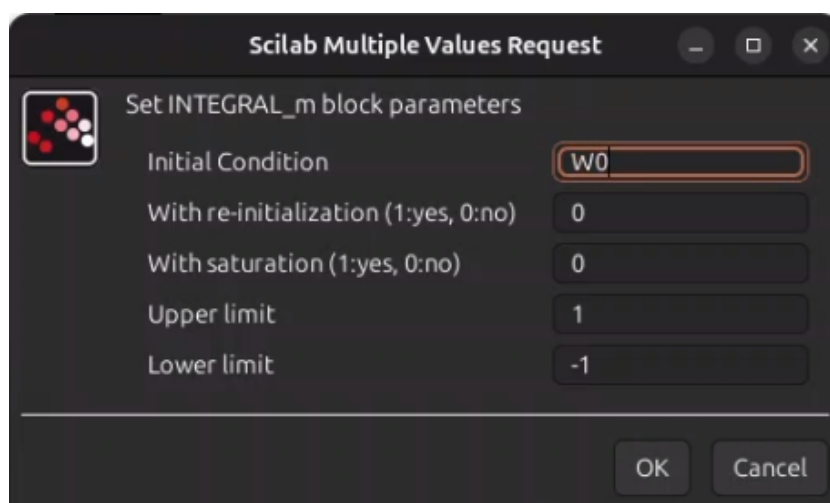 Scilab Multiple Values Request
Set INTEGRAL_m block parameters
Initial Condition W0
With re-initialization (1:yes, 0:no) 0
With saturation (1:yes, 0:no) 0
Upper limit 1
Lower limit -1
OK Cancel